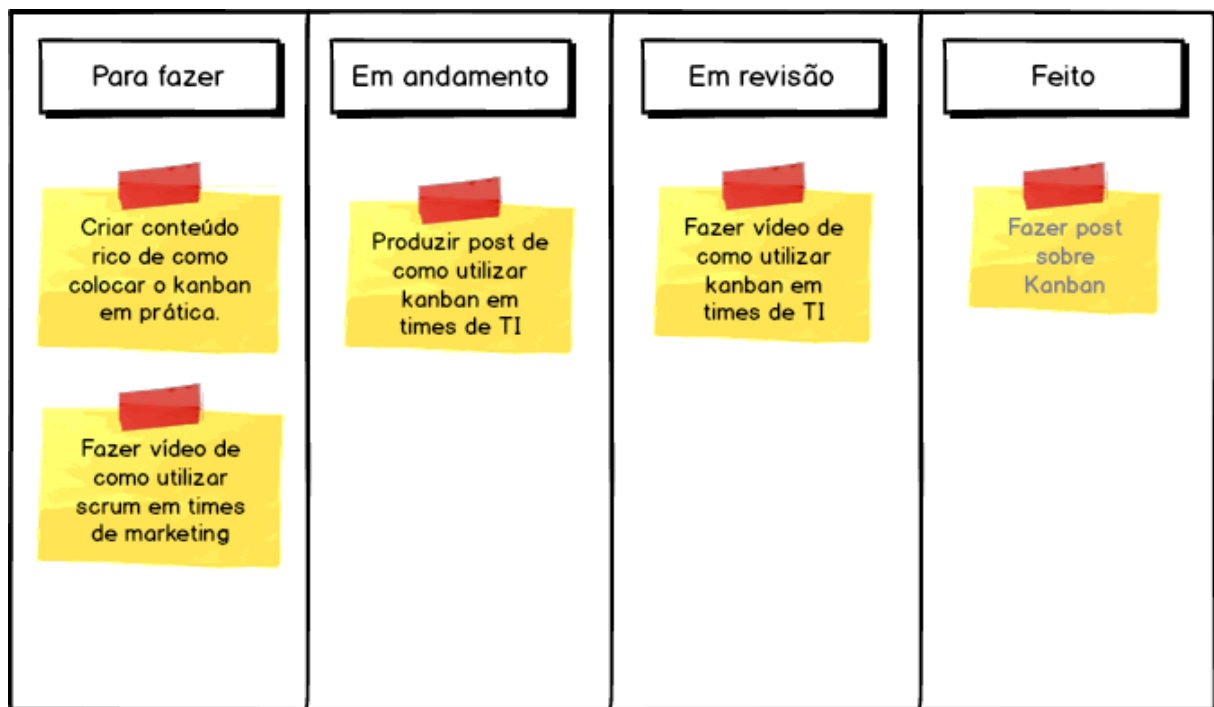 Para fazer
Em andamento
Em revisão
Feito
Criar conteúdo
rico de como
colocar o kanban
em prática.
Fazer vídeo de
como utilizar
scrum em times
de marketing
Produzir post de
como utilizar
kanban em
times de TI
Fazer vídeo de
como utilizar
kanban em
times de TI
Fazer post
sobre
Kanban